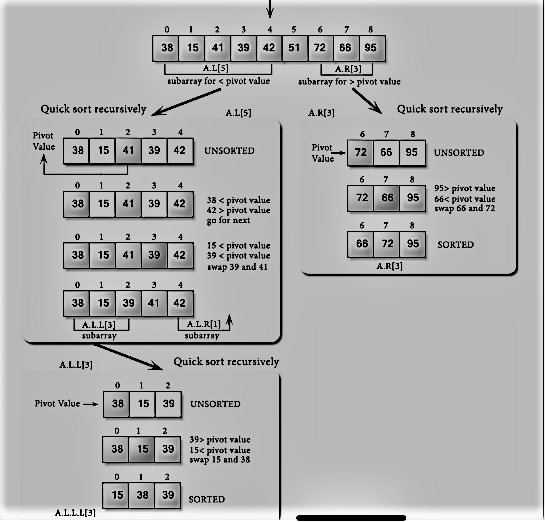 0 1 2 3 4 5 6 7 8
38 15 41 39 42 51 72 66 95
A.L[5] A.R[3]
subarray for < pivot value subarray for > pivot value
Quick sort recursively A.L[5]
Pivot Value
0 1 2 3 4
38 15 41 39 42 UNSORTED
0 1 2 3 4
38 15 41 39 42
38 < pivot value
42 > pivot value
go for next
0 1 2 3 4
38 15 41 39 42
15 < pivot value
39 < pivot value
swap 39 and 41
0 1 2 3 4
38 15 39 41 42
A.L.L[3] A.L.R[1]
subarray subarray
A.R[3] Quick sort recursively
6 7 8
Pivot
Value
72 66 95 UNSORTED
6 7 8
72 66 95
95> pivot value
66< pivot value
swap 66 and 72
6 7 8
66 72 95 SORTED
A.R[3]
A.L.L[3] Quick sort recursively
0 1 2
Pivot Value 38 15 39 UNSORTED
0 1 2
38 15 39
39> pivot value
15< pivot value
swap 15 and 38
0 1 2
15 38 39 SORTED
A.L.L.L[3]